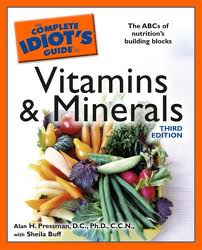 THE
COMPLETE
IDIOT'S
GUIDE TO
The ABCs of
nutrition's
building blocks
Vitamins
& Minerals
THIRD
EDITION
Alan H. Pressman, D.C., Ph.D., C.C.N.,
with Sheila Buff